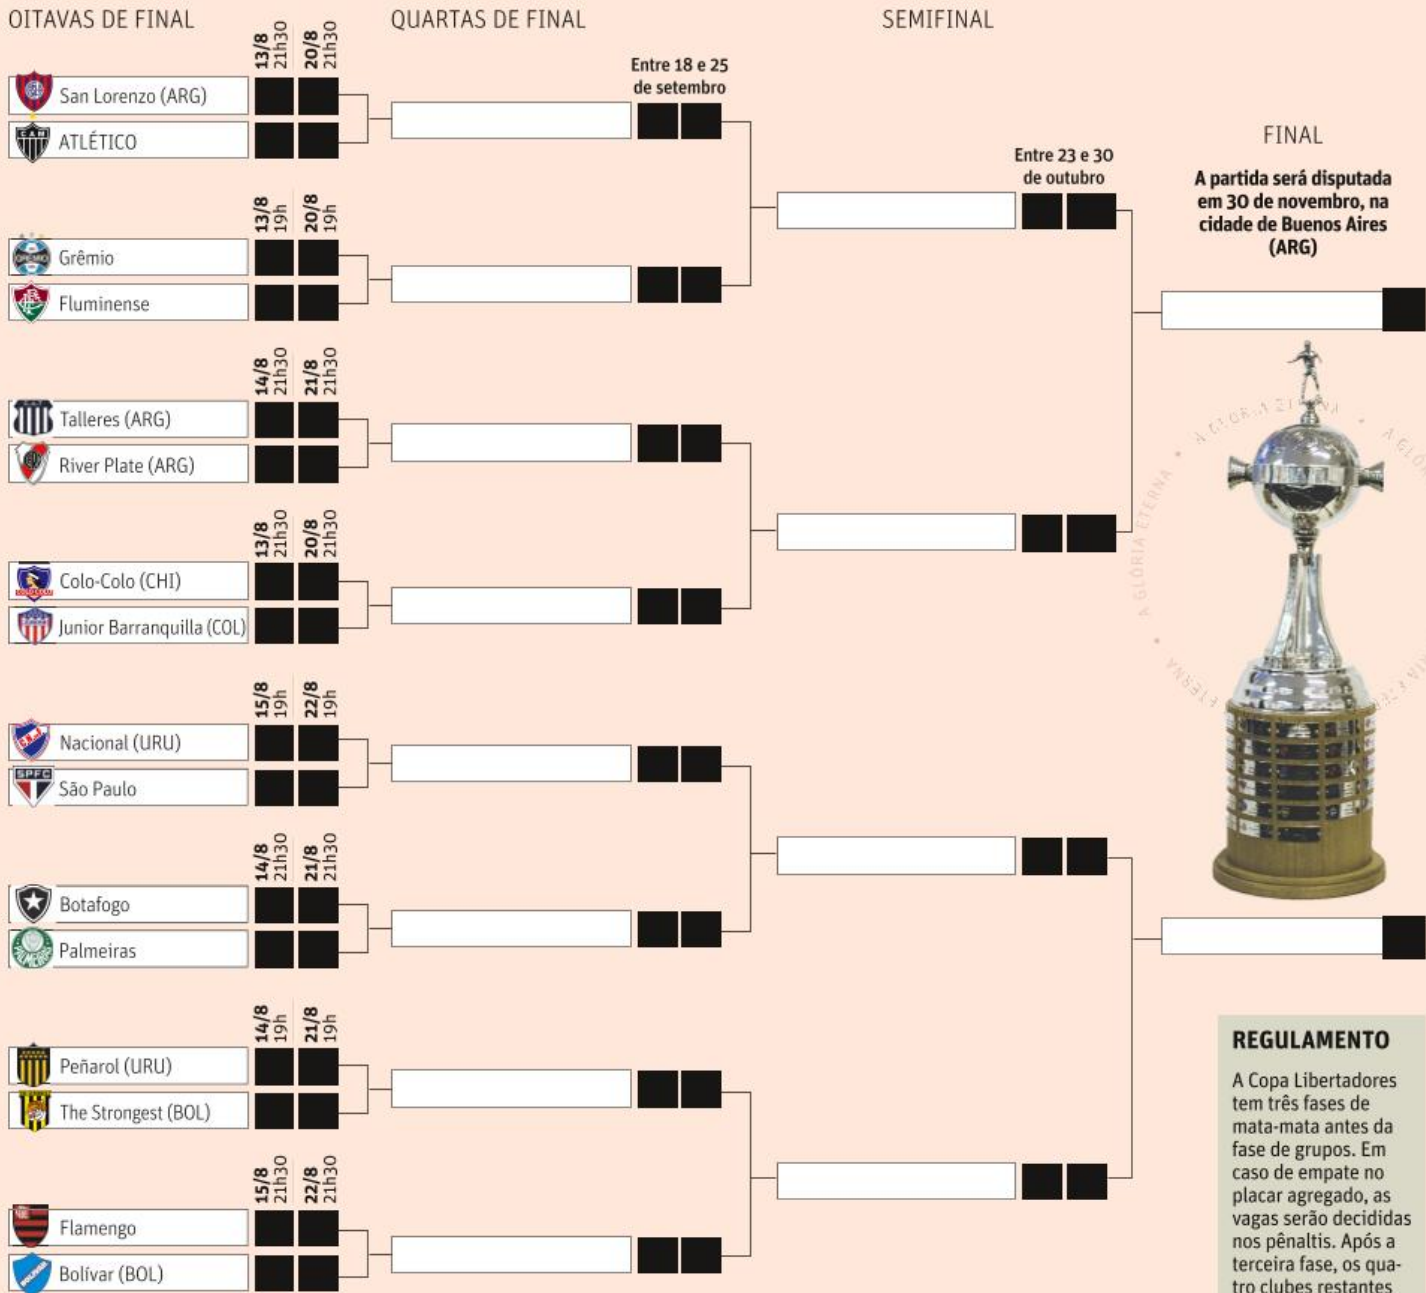 OITAVAS DE FINAL
QUARTAS DE FINAL
SEMIFINAL
13/8 21h30
20/8 21h30
San Lorenzo (ARG)
CAM
ATLÉTICO
13/8 19h
20/8 19h
Grêmio
Fluminense
14/8 21h30
21/8 21h30
Talleres (ARG)
River Plate (ARG)
13/8 21h30
20/8 21h30
Colo-Colo (CHI)
Junior Barranquilla (COL)
15/8 19h
22/8 19h
Nacional (URU)
SPFC
São Paulo
14/8 21h30
21/8 21h30
Botafogo
Palmeiras
14/8 19h
21/8 19h
Peñarol (URU)
The Strongest (BOL)
15/8 21h30
22/8 21h30
Flamengo
Bolívar (BOL)
Entre 18 e 25
de setembro
Entre 23 e 30
de outubro
FINAL
A partida será disputada
em 30 de novembro, na
cidade de Buenos Aires
(ARG)
A GLÓRIA ETERNA
REGULAMENTO
A Copa Libertadores
tem três fases de
mata-mata antes da
fase de grupos. Em
caso de empate no
placar agregado, as
vagas serão decididas
nos pênaltis. Após a
terceira fase, os qua-
tro clubes restantes